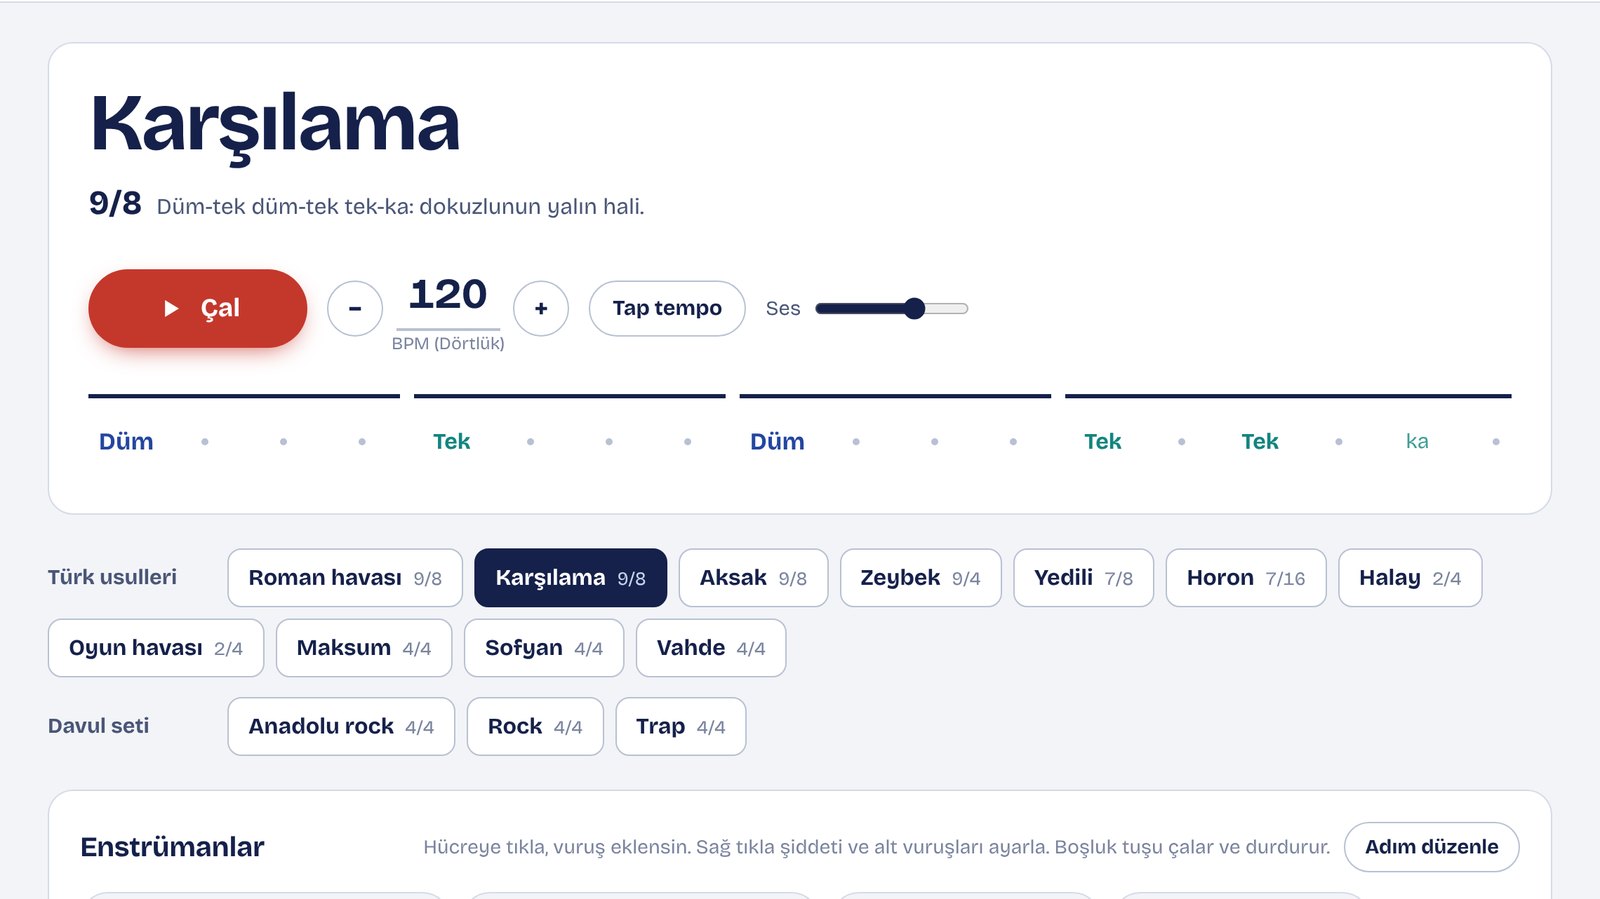 Karşılama
9/8 Düm-tek düm-tek tek-ka: dokuzlunun yalın hali.
Çal − 120 + Tap tempo Ses
BPM (Dörtlük)
Düm Tek Düm Tek Tek ka
Türk usulleri Roman havası 9/8 Karşılama 9/8 Aksak 9/8 Zeybek 9/4 Yedili 7/8 Horon 7/16 Halay 2/4
Oyun havası 2/4 Maksum 4/4 Sofyan 4/4 Vahde 4/4
Davul seti Anadolu rock 4/4 Rock 4/4 Trap 4/4
Enstrümanlar Hücreye tıkla, vuruş eklensin. Sağ tıkla şiddeti ve alt vuruşları ayarla. Boşluk tuşu çalar ve durdurur. Adım düzenle